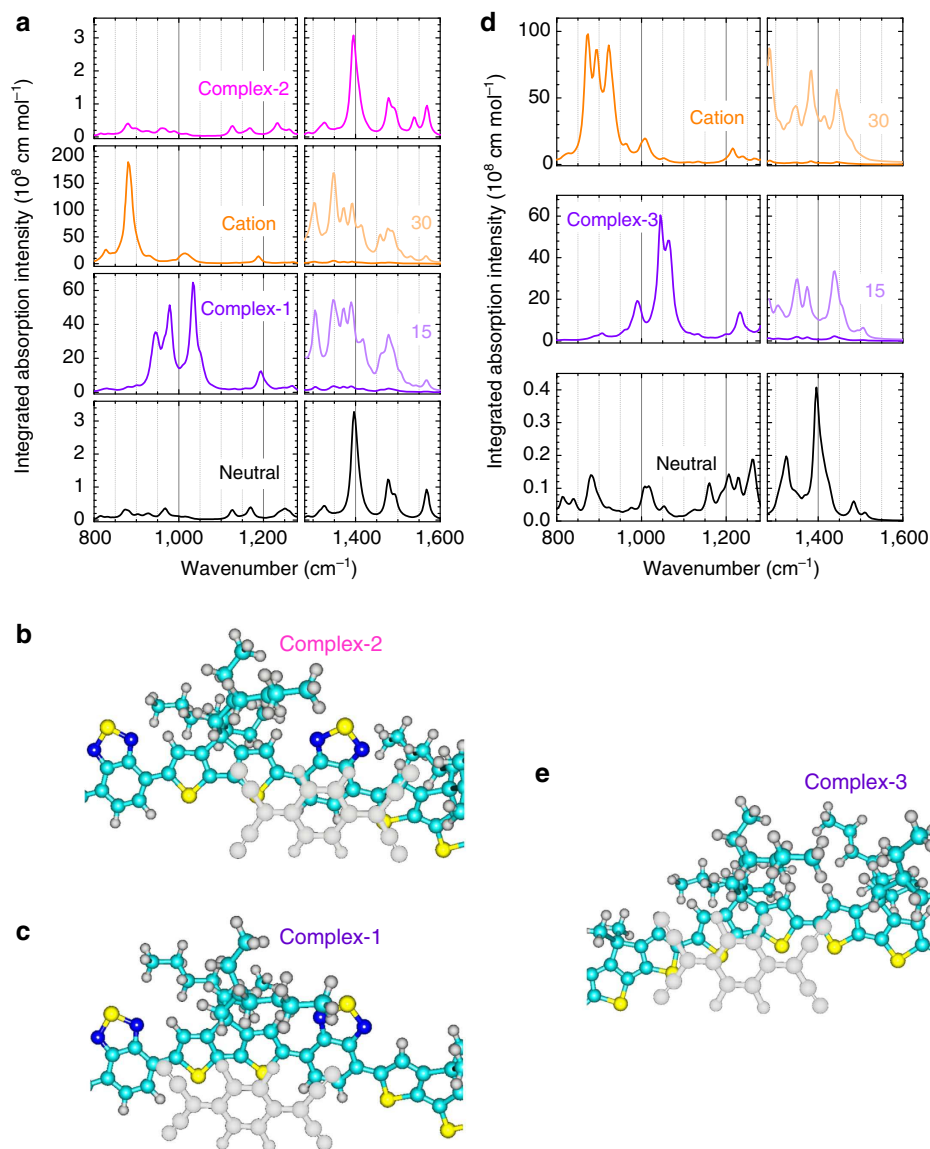 a
Integrated absorption intensity (10⁸ cm mol⁻¹)
3
2
1
0
Complex-2
200
150
100
50
0
Cation
30
60
40
20
0
Complex-1
15
3
2
1
0
Neutral
800
1,000
1,200
1,400
1,600
Wavenumber (cm⁻¹)
d
Integrated absorption intensity (10⁸ cm mol⁻¹)
100
50
0
Cation
30
60
40
20
0
Complex-3
15
0.4
0.3
0.2
0.1
0.0
Neutral
800
1,000
1,200
1,400
1,600
Wavenumber (cm⁻¹)
b
Complex-2
c
Complex-1
e
Complex-3